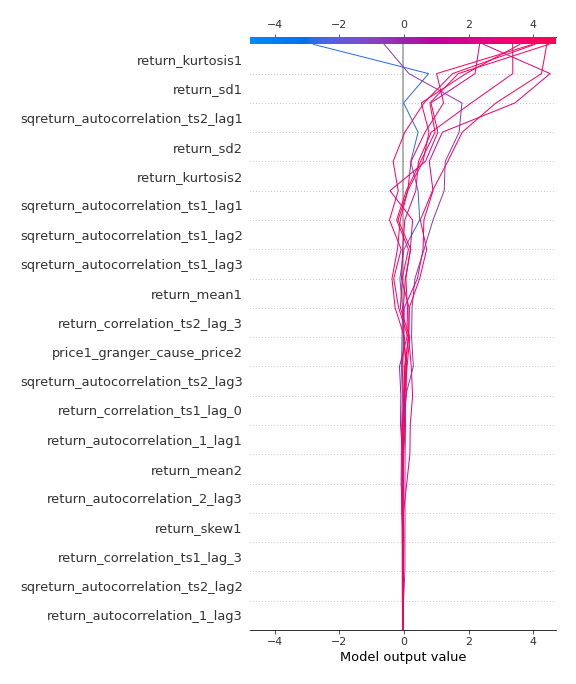 −4 −2 0 2 4
return_kurtosis1
return_sd1
sqreturn_autocorrelation_ts2_lag1
return_sd2
return_kurtosis2
sqreturn_autocorrelation_ts1_lag1
sqreturn_autocorrelation_ts1_lag2
sqreturn_autocorrelation_ts1_lag3
return_mean1
return_correlation_ts2_lag_3
price1_granger_cause_price2
sqreturn_autocorrelation_ts2_lag3
return_correlation_ts1_lag_0
return_autocorrelation_1_lag1
return_mean2
return_autocorrelation_2_lag3
return_skew1
return_correlation_ts1_lag_3
sqreturn_autocorrelation_ts2_lag2
return_autocorrelation_1_lag3
−4 −2 0 2 4
Model output value